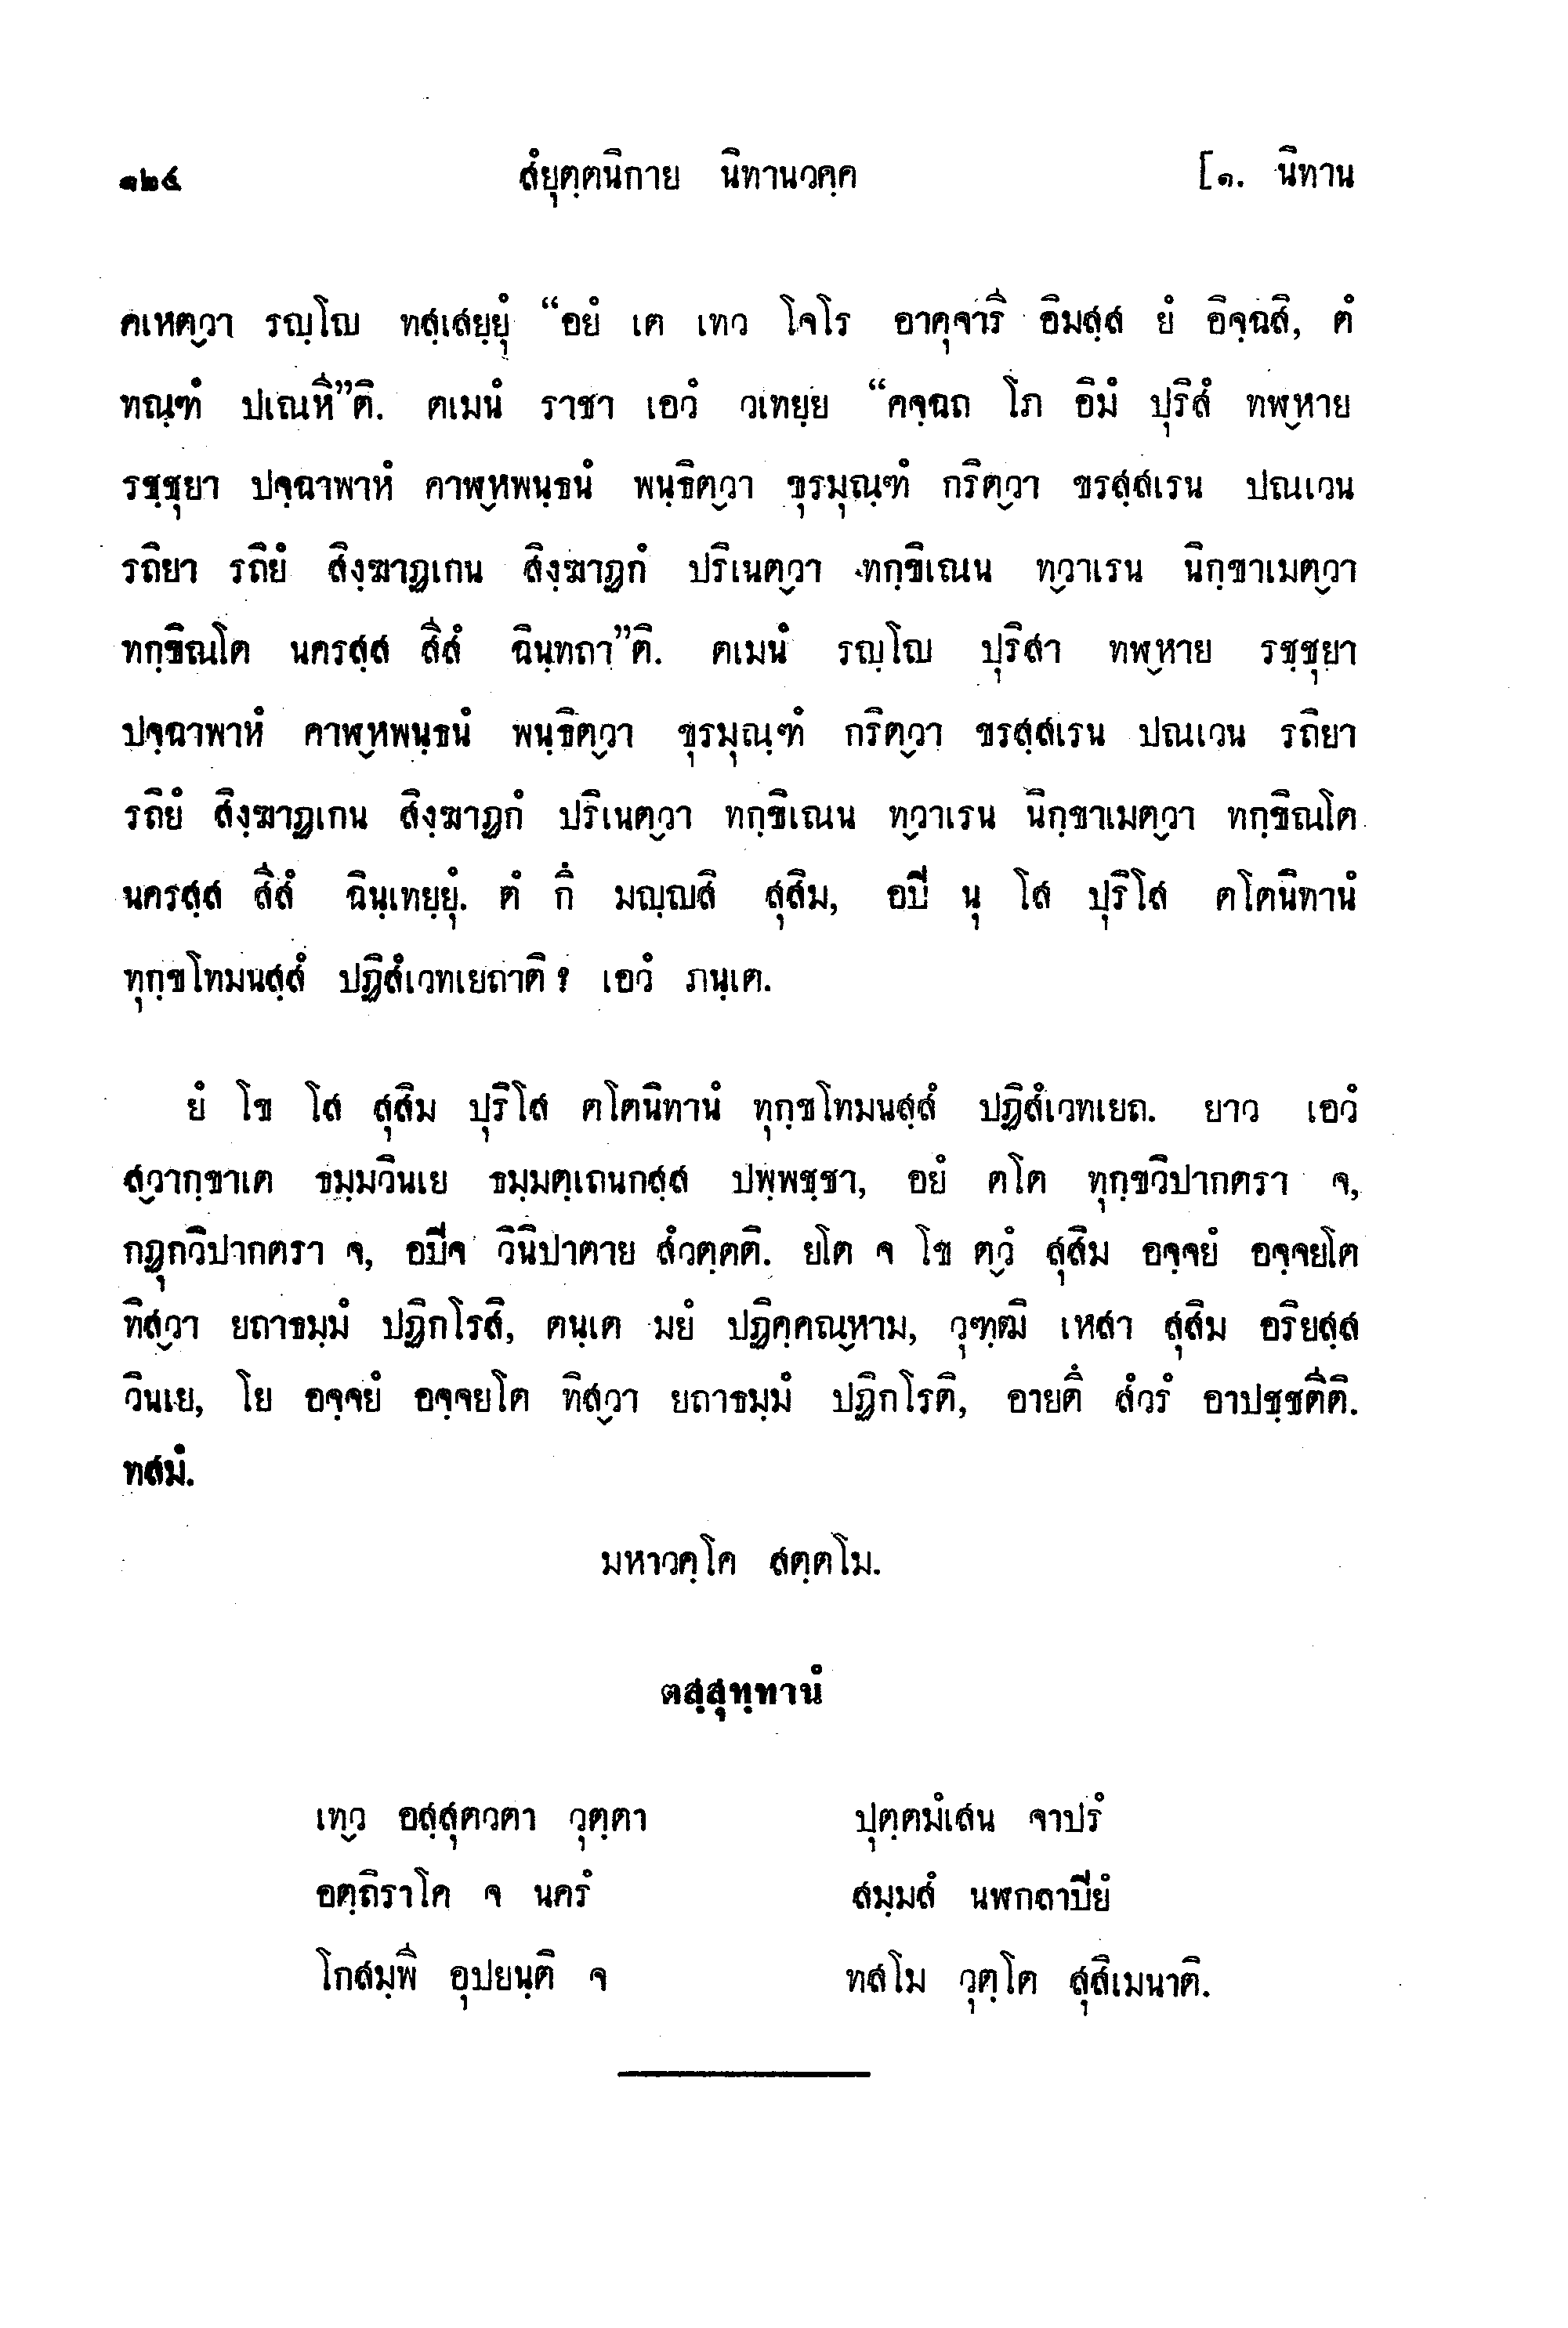 ๑๒๔ สํยุตฺตนิกาย นิทานวคฺค [๑. นิทาน
คเหตฺวา รญฺโญ ทสฺเสยฺยุํ “อยํ เต เทว โจโร อาคุจารี อิมสฺส ยํ อิจฺฉสิ, ตํ
ทณฺฑํ ปเณหี”ติ. ตเมนํ ราชา เอวํ วเทยฺย “คจฺฉถ โภ อิมํ ปุริสํ ทฬฺหาย
รชฺชุยา ปจฺฉาพาหํ คาฬฺหพนฺธนํ พนฺธิตฺวา ขุรมุณฺฑํ กริตฺวา ขรสฺสเรน ปณเวน
รถิยา รถิยํ สิงฺฆาฏเกน สิงฺฆาฏกํ ปริเนตฺวา ทกฺขิเณน ทฺวาเรน นิกฺขาเมตฺวา
ทกฺขิณโต นครสฺส สีสํ ฉินฺทถา”ติ. ตเมนํ รญฺโญ ปุริสา ทฬฺหาย รชฺชุยา
ปจฺฉาพาหํ คาฬฺหพนฺธนํ พนฺธิตฺวา ขุรมุณฺฑํ กริตฺวา ขรสฺสเรน ปณเวน รถิยา
รถิยํ สิงฺฆาฏเกน สิงฺฆาฏกํ ปริเนตฺวา ทกฺขิเณน ทฺวาเรน นิกฺขาเมตฺวา ทกฺขิณโต
นครสฺส สีสํ ฉินฺเทยฺยุํ. ตํ กึ มญฺญสิ สุสิม, อปิ นุ โส ปุริโส ตโตนิทานํ
ทุกฺขโทมนสฺสํ ปฏิสํเวทเยถาติ? เอวํ ภนฺเต.
ยํ โข โส สุสิม ปุริโส ตโตนิทานํ ทุกฺขโทมนสฺสํ ปฏิสํเวทเยถ. ยาว เอวํ
สฺวากฺขาเต ธมฺมวินเย ธมฺมตฺเถนกสฺส ปพฺพชฺชา, อยํ ตโต ทุกฺขวิปากตรา จ,
กฏุกวิปากตรา จ, อปิจ วินิปาตาย สํวตฺตติ. ยโต จ โข ตฺวํ สุสิม อจฺจยํ อจฺจยโต
ทิสฺวา ยถาธมฺมํ ปฏิกโรสิ, ตนฺเต มยํ ปฏิคฺคณฺหาม, วุฑฺฒิ เหสา สุสิม อริยสฺส
วินเย, โย อจฺจยํ อจฺจยโต ทิสฺวา ยถาธมฺมํ ปฏิกโรติ, อายตึ สํวรํ อาปชฺชตีติ.
ทสมํ.
มหาวคฺโค สตฺตโม.
ตสฺสุทฺทานํ
เทฺว อสฺสุตวตา วุตฺตา ปุตฺตมํเสน จาปรํ
อตฺถิราโค จ นครํ สมฺมสํ นฬกลาปิยํ
โกสมฺพี อุปยนฺติ จ ทสโม วุตฺโต สุสิเมนาติ.